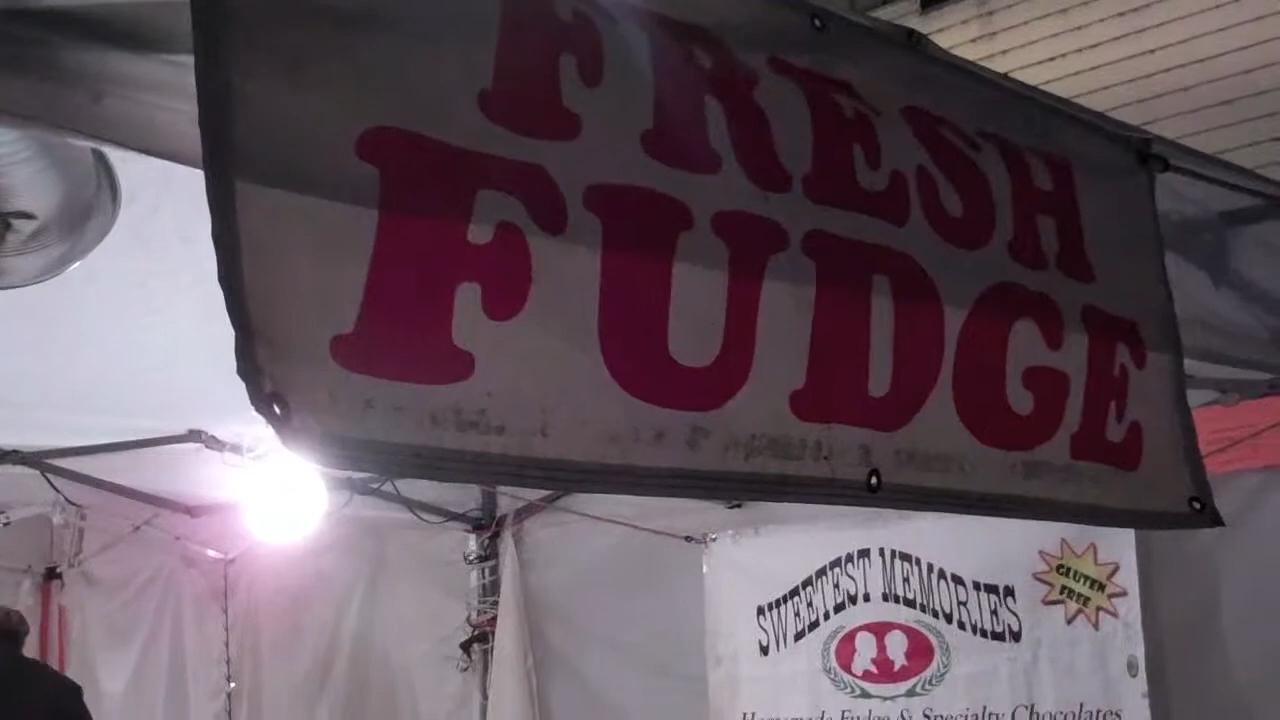 FRESH
FUDGE
SWEETEST MEMORIES
GLUTEN
FREE
Homemade Fudge & Specialty Chocolates